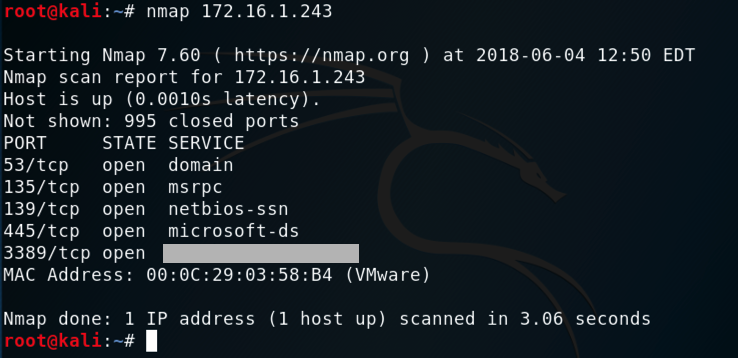 root@kali:~# nmap 172.16.1.243
Starting Nmap 7.60 ( https://nmap.org ) at 2018-06-04 12:50 EDT
Nmap scan report for 172.16.1.243
Host is up (0.0010s latency).
Not shown: 995 closed ports
PORT     STATE SERVICE
53/tcp   open  domain
135/tcp  open  msrpc
139/tcp  open  netbios-ssn
445/tcp  open  microsoft-ds
3389/tcp open
MAC Address: 00:0C:29:03:58:B4 (VMware)
Nmap done: 1 IP address (1 host up) scanned in 3.06 seconds
root@kali:~#